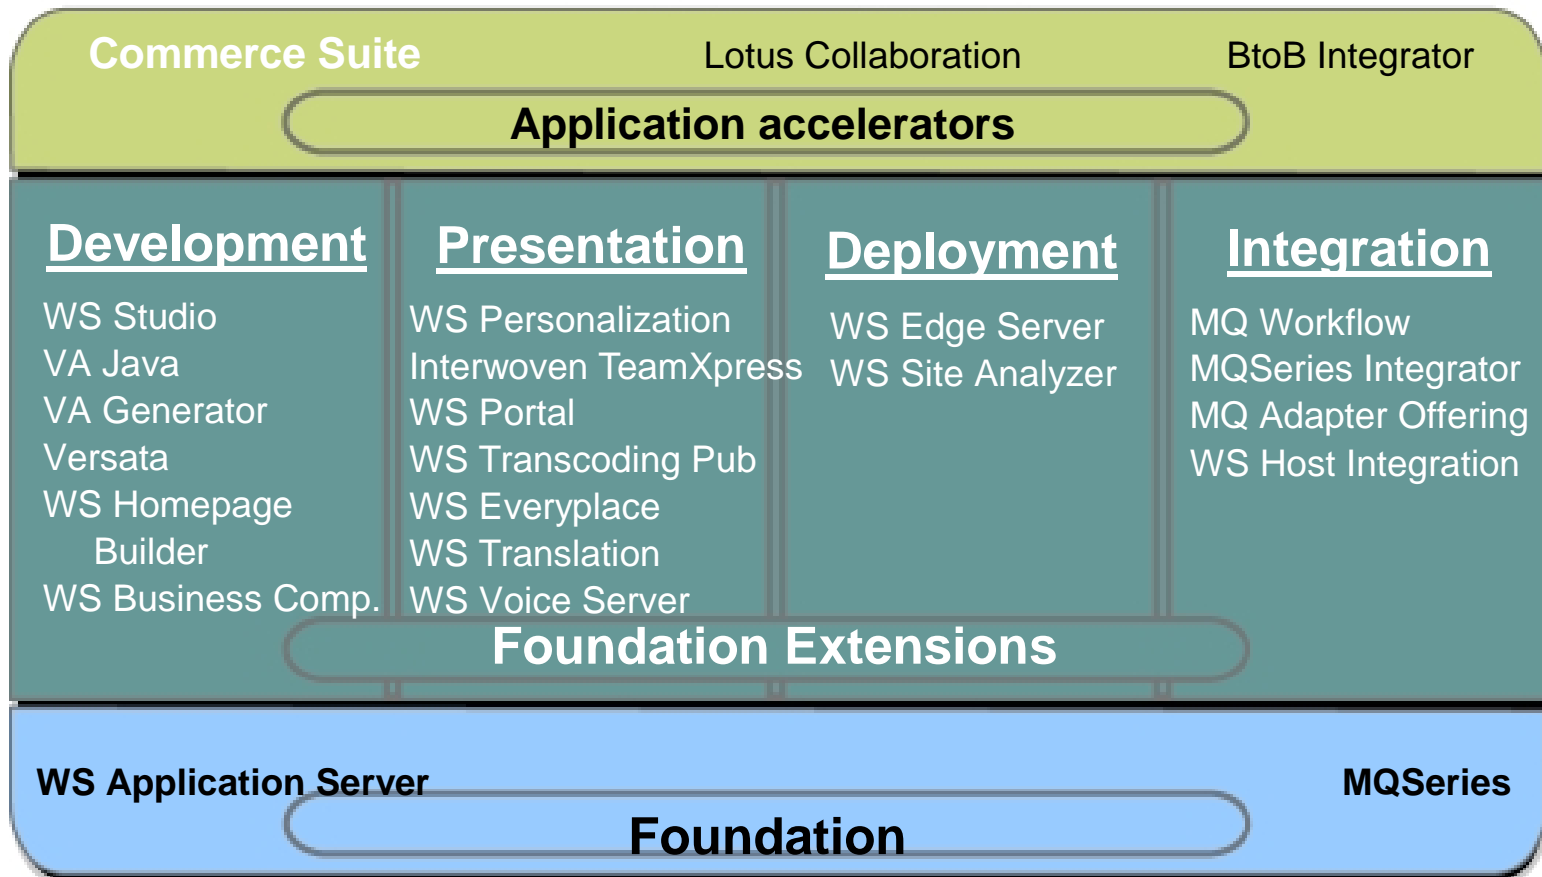 Commerce Suite
Lotus Collaboration
BtoB Integrator
Application accelerators
Development
WS Studio
VA Java
VA Generator
Versata
WS Homepage
Builder
WS Business Comp.
Presentation
WS Personalization
Interwoven TeamXpress
WS Portal
WS Transcoding Pub
WS Everyplace
WS Translation
WS Voice Server
Deployment
WS Edge Server
WS Site Analyzer
Integration
MQ Workflow
MQSeries Integrator
MQ Adapter Offering
WS Host Integration
Foundation Extensions
WS Application Server
MQSeries
Foundation